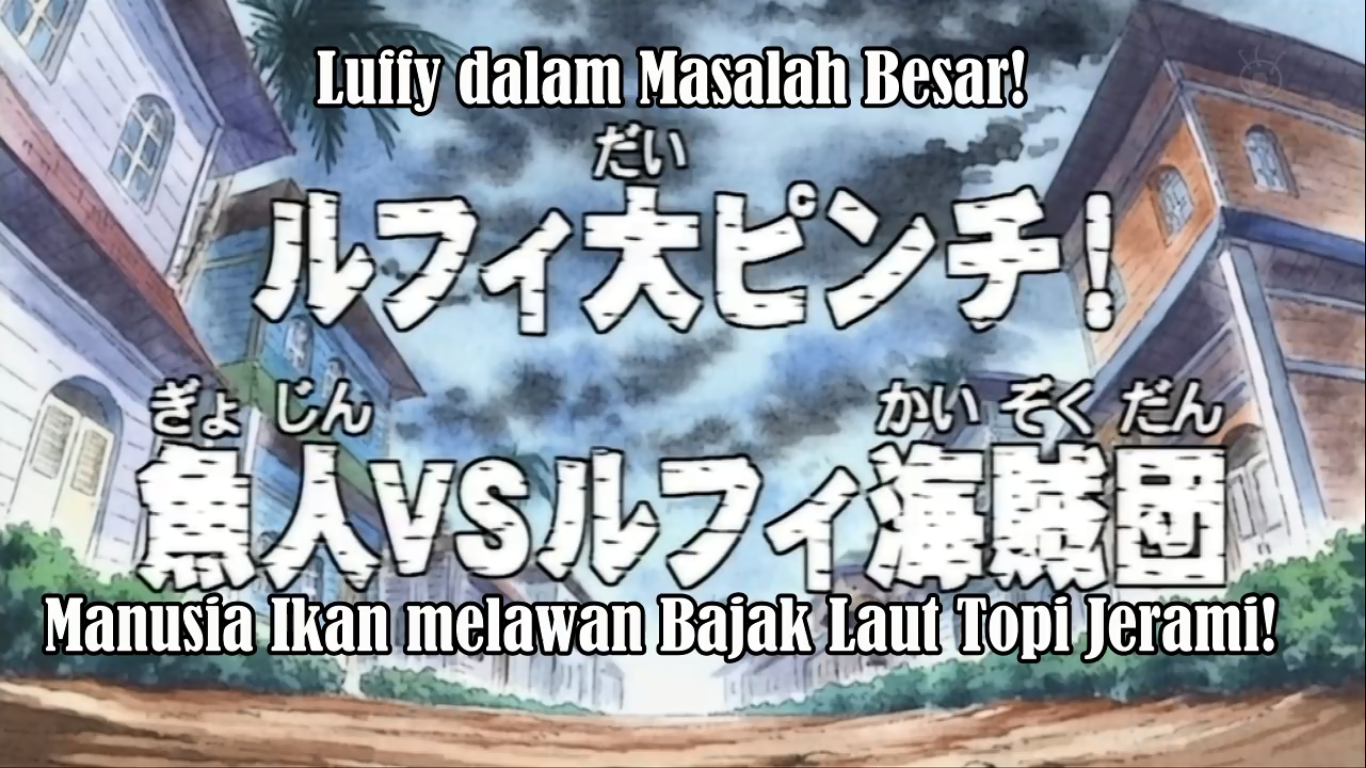 Luffy dalam Masalah Besar!
だい
ルフィ大ピンチ!
ぎょ じん かい ぞく だん
魚人VSルフィ海賊団
Manusia Ikan melawan Bajak Laut Topi Jerami!